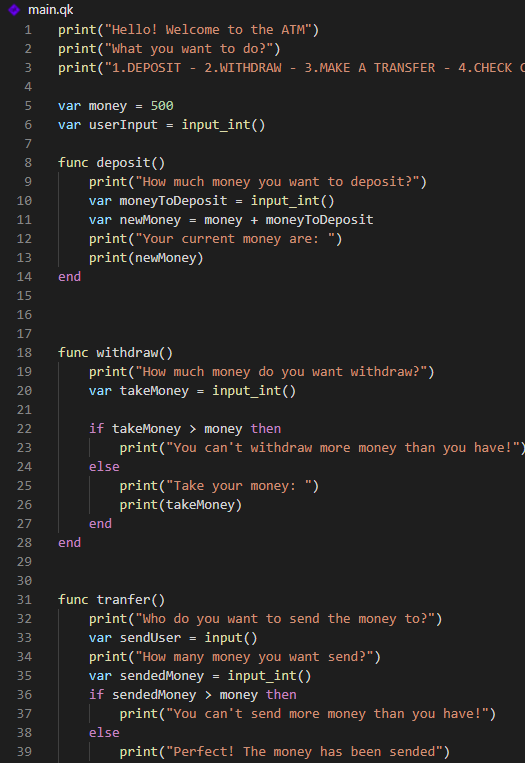 main.qk
1 print("Hello! Welcome to the ATM")
2 print("What you want to do?")
3 print("1.DEPOSIT - 2.WITHDRAW - 3.MAKE A TRANSFER - 4.CHECK
4
5 var money = 500
6 var userInput = input_int()
7
8 func deposit()
9 print("How much money you want to deposit?")
10 var moneyToDeposit = input_int()
11 var newMoney = money + moneyToDeposit
12 print("Your current money are: ")
13 print(newMoney)
14 end
15
16
17
18 func withdraw()
19 print("How much money do you want withdraw?")
20 var takeMoney = input_int()
21
22 if takeMoney > money then
23 print("You can't withdraw more money than you have!")
24 else
25 print("Take your money: ")
26 print(takeMoney)
27 end
28 end
29
30
31 func tranfer()
32 print("Who do you want to send the money to?")
33 var sendUser = input()
34 print("How many money you want send?")
35 var sendedMoney = input_int()
36 if sendedMoney > money then
37 print("You can't send more money than you have!")
38 else
39 print("Perfect! The money has been sended")